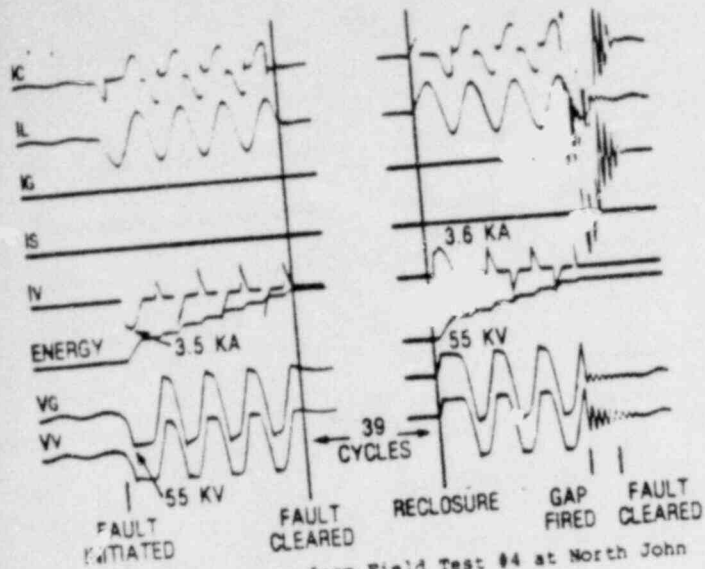 IC
IL
IG
IS
3.6 KA
IV
3.5 KA
ENERGY
55 KV
VG
VV
39
CYCLES
55 KV
FAULT
INITIATED
FAULT
CLEARED
RECLOSURE
GAP
FIRED
FAULT
CLEARED
Field Test #4 at North John